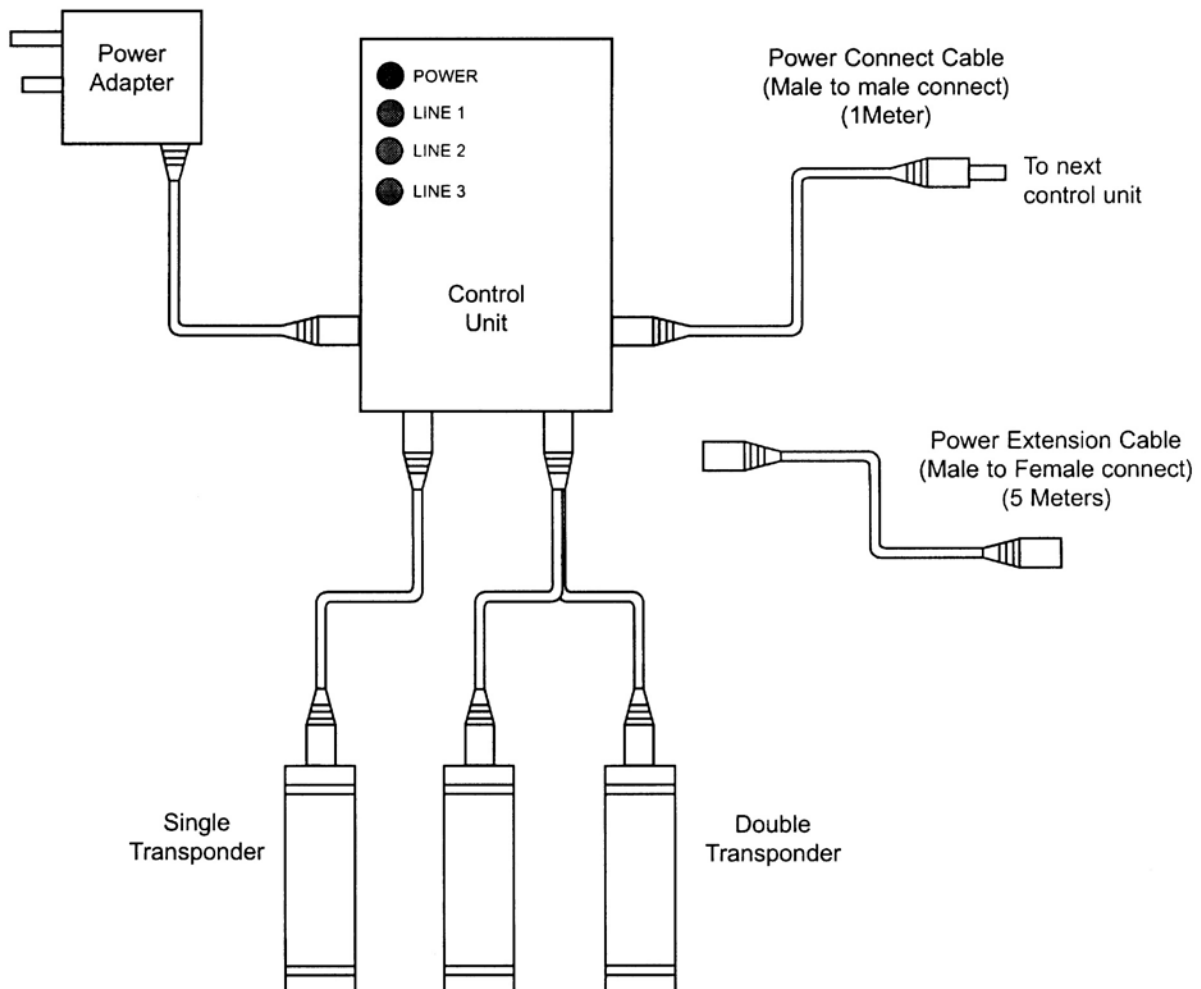 Power
Adapter
POWER
LINE 1
LINE 2
LINE 3
Control
Unit
Power Connect Cable
(Male to male connect)
(1Meter)
To next
control unit
Power Extension Cable
(Male to Female connect)
(5 Meters)
Single
Transponder
Double
Transponder